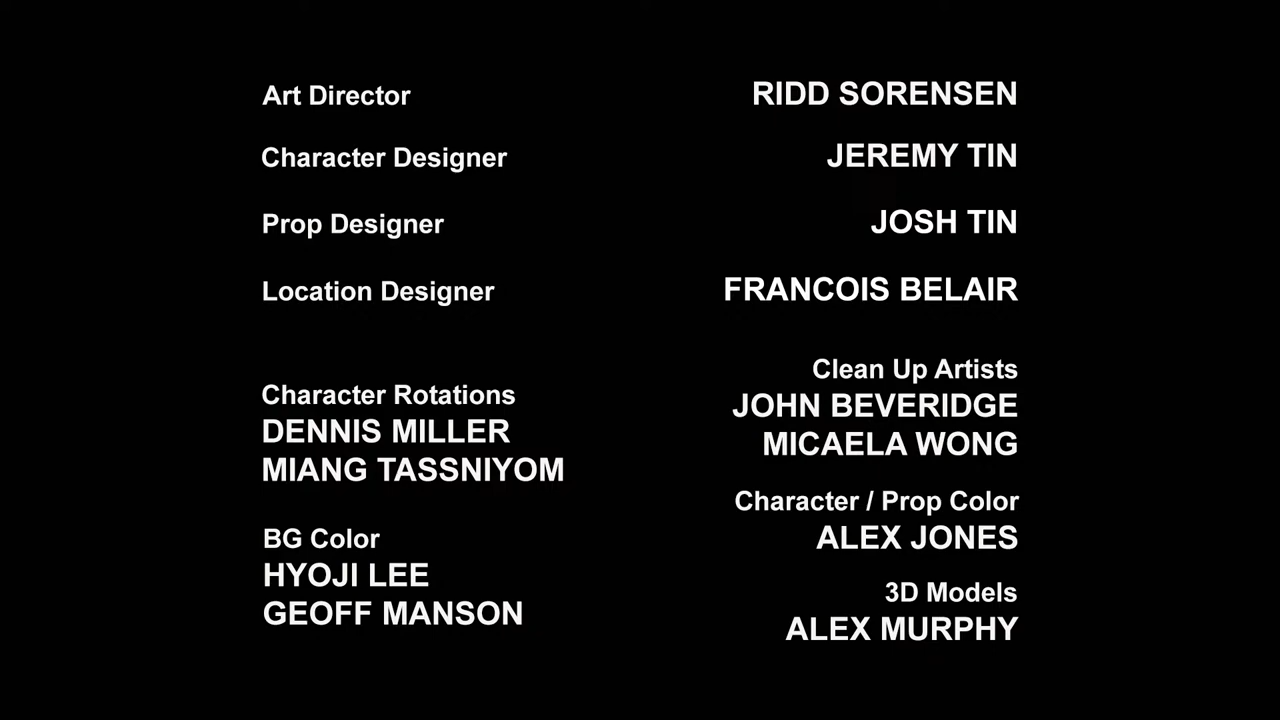 Art Director RIDD SORENSEN
Character Designer JEREMY TIN
Prop Designer JOSH TIN
Location Designer FRANCOIS BELAIR
Character Rotations
DENNIS MILLER
MIANG TASSNIYOM
BG Color
HYOJI LEE
GEOFF MANSON
Clean Up Artists
JOHN BEVERIDGE
MICAELA WONG
Character / Prop Color
ALEX JONES
3D Models
ALEX MURPHY